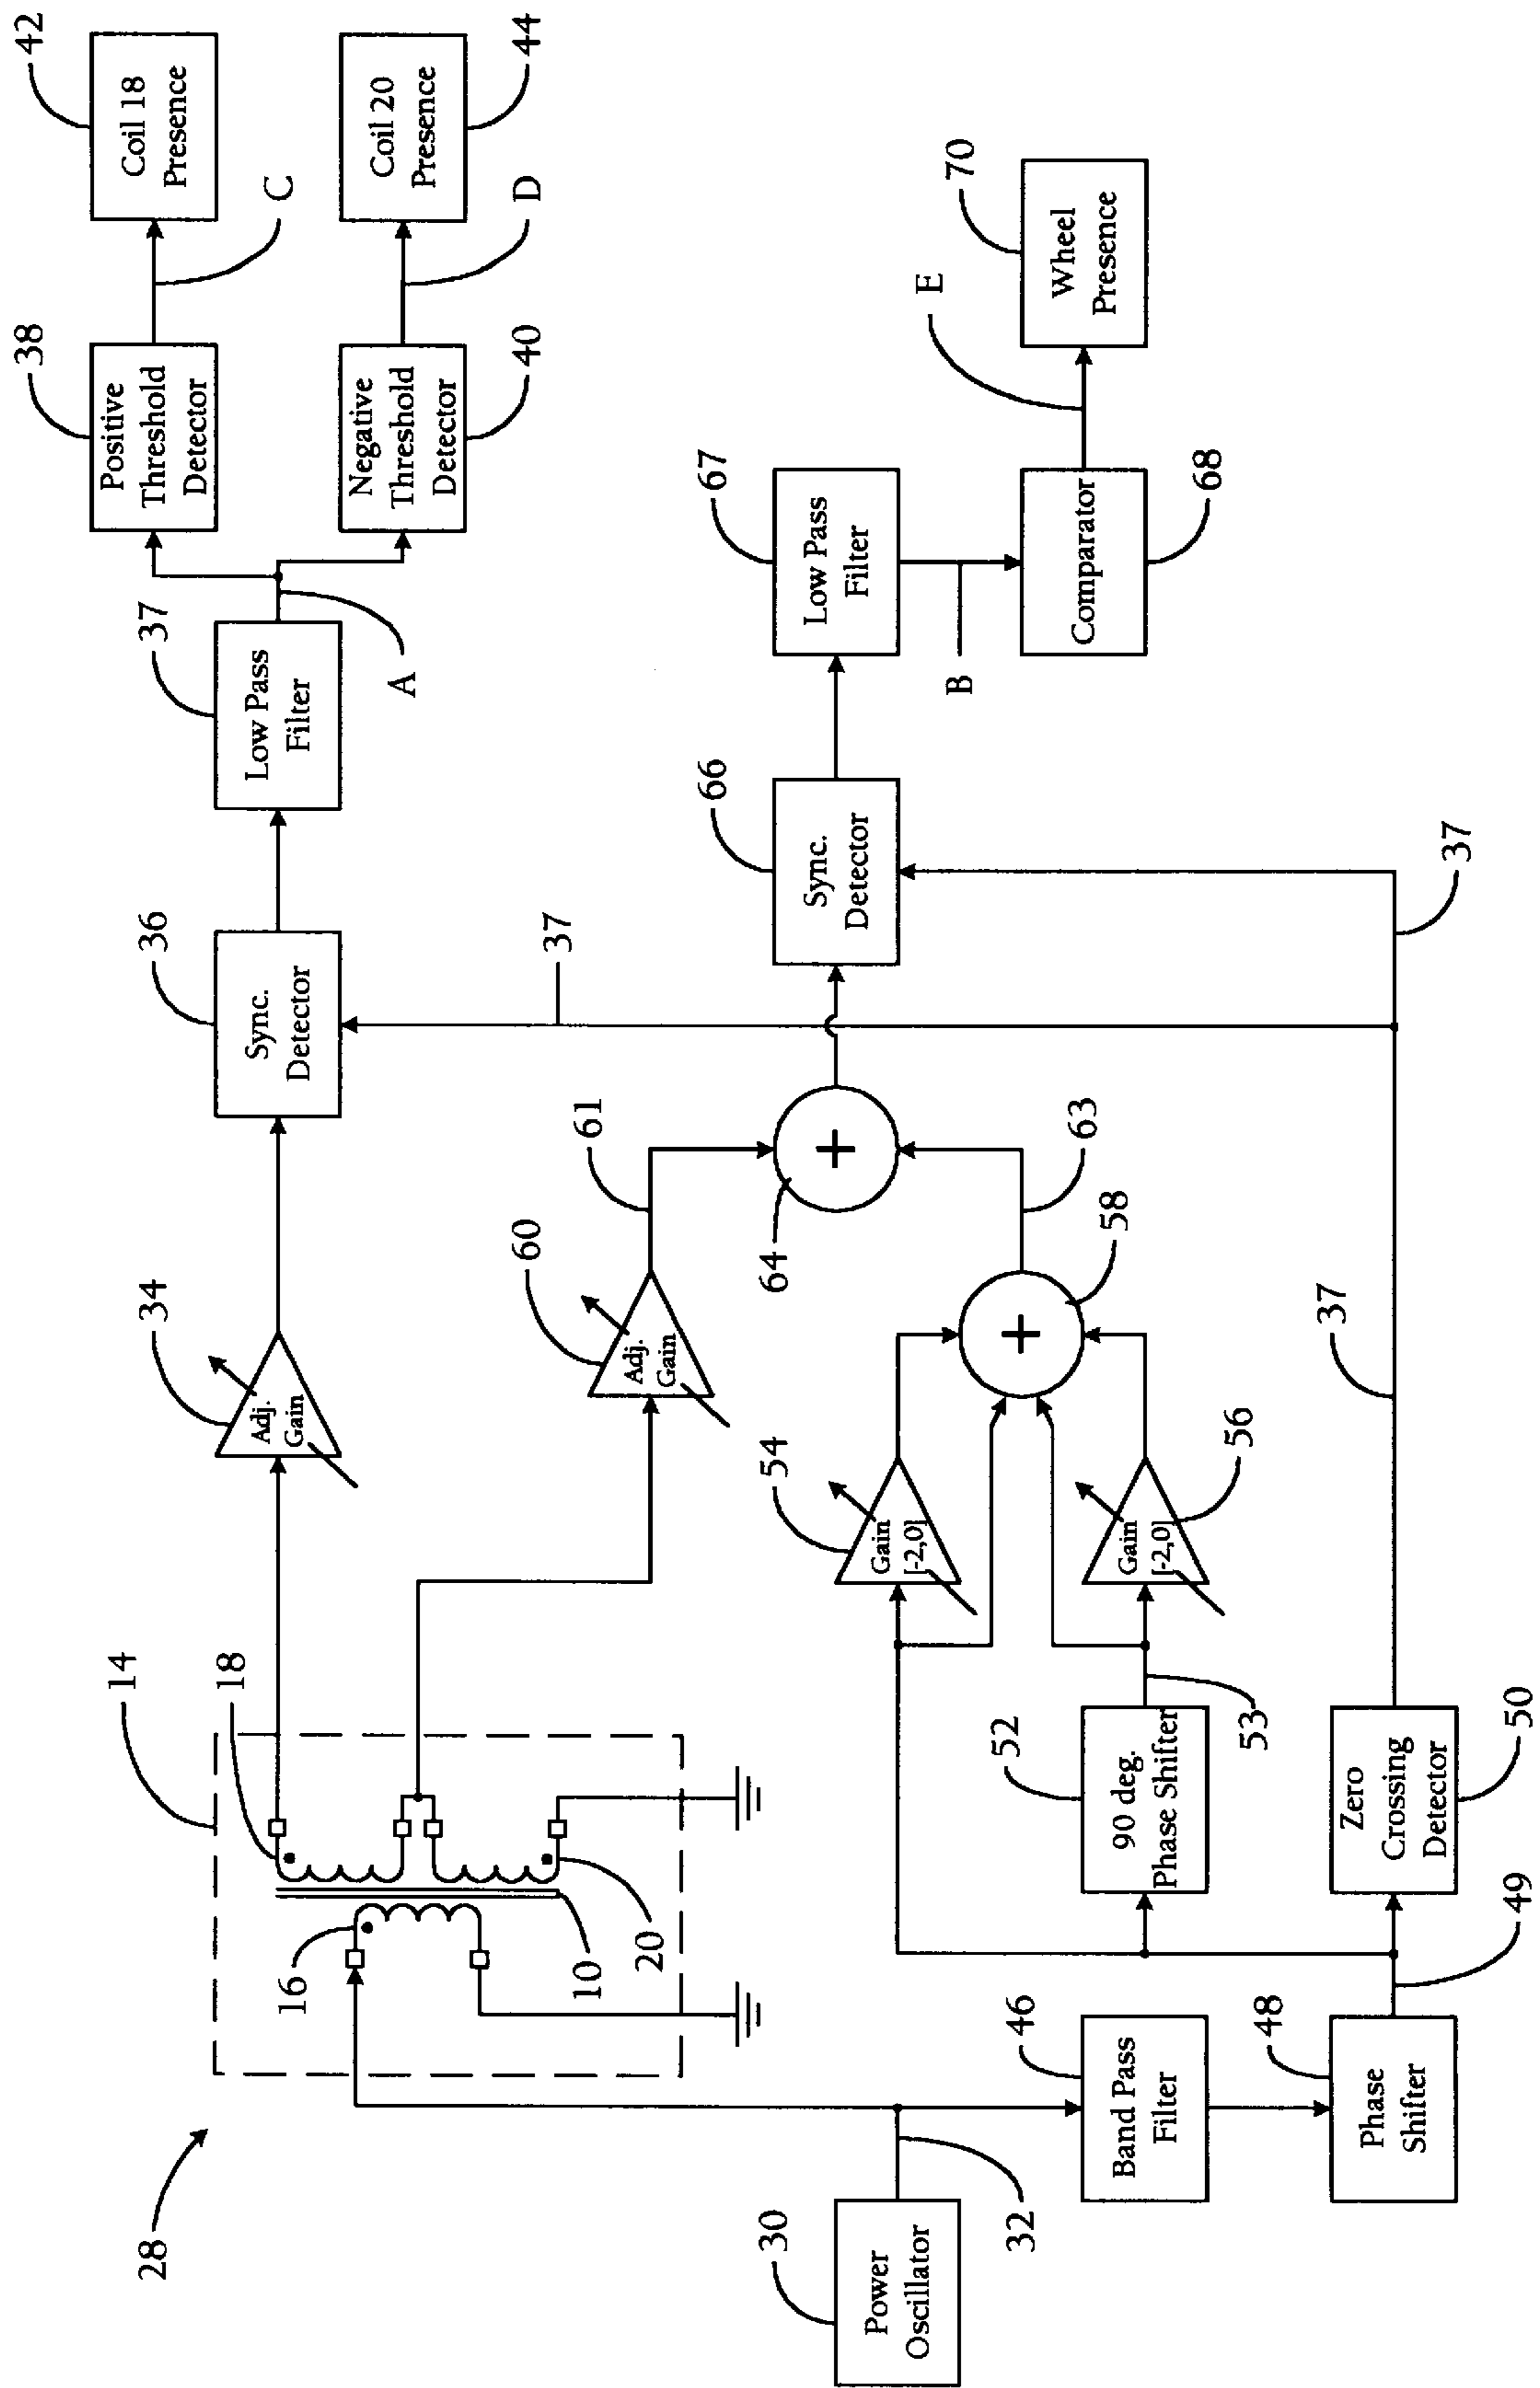 28
14
18
16
10
20
34
Adj.
Gain
36
Sync.
Detector
37
Low Pass
Filter
A
38
Positive
Threshold
Detector
C
42
Coil 18
Presence
40
Negative
Threshold
Detector
D
44
Coil 20
Presence
30
Power
Oscillator
32
60
Adj.
Gain
61
64
+
37
66
Sync.
Detector
67
Low Pass
Filter
B
68
Comparator
E
70
Wheel
Presence
46
Band Pass
Filter
48
Phase
Shifter
49
52
90 deg.
Phase Shifter
53
54
Gain
[-2,0]
56
Gain
[-2,0]
58
+
63
50
Zero
Crossing
Detector
37
37